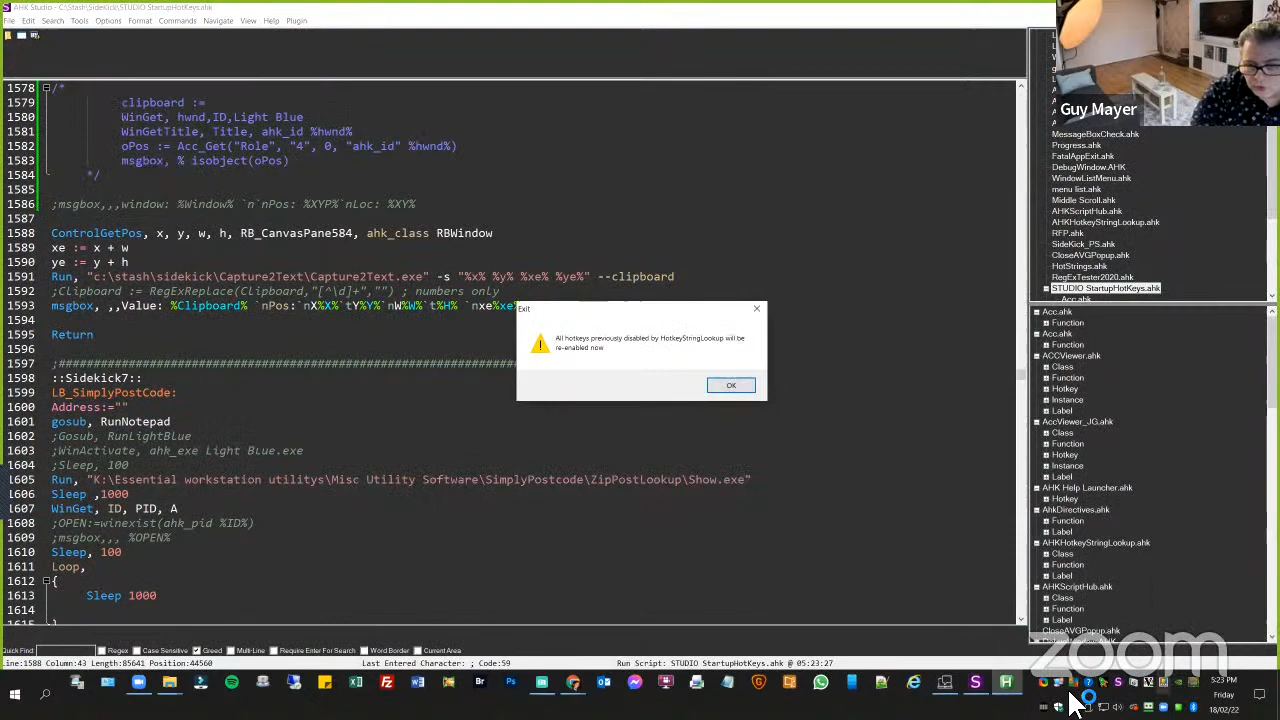 AHK Studio - C:\Stash\SideKick\STUDIO StartupHotKeys.ahk
File Edit Search Tools Options Format Commands Navigate View Help Plugin
1578 /*
1579 clipboard :=
1580 WinGet, hwnd,ID,Light Blue
1581 WinGetTitle, Title, ahk_id %hwnd%
1582 oPos := Acc_Get("Role", "4", 0, "ahk_id" %hwnd%)
1583 msgbox, % isobject(oPos)
1584 */
1585
1586 ;msgbox,,,window: %Window% `n`nPos: %XYP%`nLoc: %XY%
1587
1588 ControlGetPos, x, y, w, h, RB_CanvasPane584, ahk_class RBWindow
1589 xe := x + w
1590 ye := y + h
1591 Run, "c:\stash\sidekick\Capture2Text\Capture2Text.exe" -s "%x% %y% %xe% %ye%" --clipboard
1592 ;Clipboard := RegExReplace(Clipboard,"[^\d]+","") ; numbers only
1593 msgbox, ,,Value: %Clipboard% `nPos:`nX%X%`tY%Y%`nW%W%`t%H% `nxe%xe%
1594
1595 Return
1596
1597 ;################################################
1598 ::Sidekick7::
1599 LB_SimplyPostCode:
1600 Address:=""
1601 gosub, RunNotepad
1602 ;Gosub, RunLightBlue
1603 ;WinActivate, ahk_exe Light Blue.exe
1604 ;Sleep, 100
1605 Run, "K:\Essential workstation utilitys\Misc Utility Software\SimplyPostcode\ZipPostLookup\Show.exe"
1606 Sleep ,1000
1607 WinGet, ID, PID, A
1608 ;OPEN:=winexist(ahk_pid %ID%)
1609 ;msgbox,,, %OPEN%
1610 Sleep, 100
1611 Loop,
1612 {
1613 Sleep 1000
1614
1615 }
Exit
All hotkeys previously disabled by HotkeyStringLookup will be
re-enabled now
OK
Guy Mayer
MessageBoxCheck.ahk
Progress.ahk
FatalAppExit.ahk
DebugWindow.AHK
WindowListMenu.ahk
menu list.ahk
Middle Scroll.ahk
AHKScriptHub.ahk
AHKHotkeyStringLookup.ahk
RFP.ahk
SideKick_PS.ahk
CloseAVGPopup.ahk
HotStrings.ahk
RegExTester2020.ahk
STUDIO StartupHotKeys.ahk
Acc.ahk
Acc.ahk
Function
Acc.ahk
Function
ACCViewer.ahk
Class
Function
Hotkey
Instance
Label
AccViewer_JG.ahk
Class
Function
Hotkey
Instance
Label
AHK Help Launcher.ahk
Hotkey
AhkDirectives.ahk
Function
Label
AHKHotkeyStringLookup.ahk
Class
Function
Label
AHKScriptHub.ahk
Class
Function
Label
CloseAVGPopup.ahk
Quick Find: Regex Case Sensitive Greed Multi-Line Require Enter For Search Word Border Current Area
Line:1588 Column:43 Length:85641 Position:44560 Last Entered Character: ; Code:59 Run Script: STUDIO StartupHotKeys.ahk @ 05:23:27
zoom
5:23 PM
Friday
18/02/22